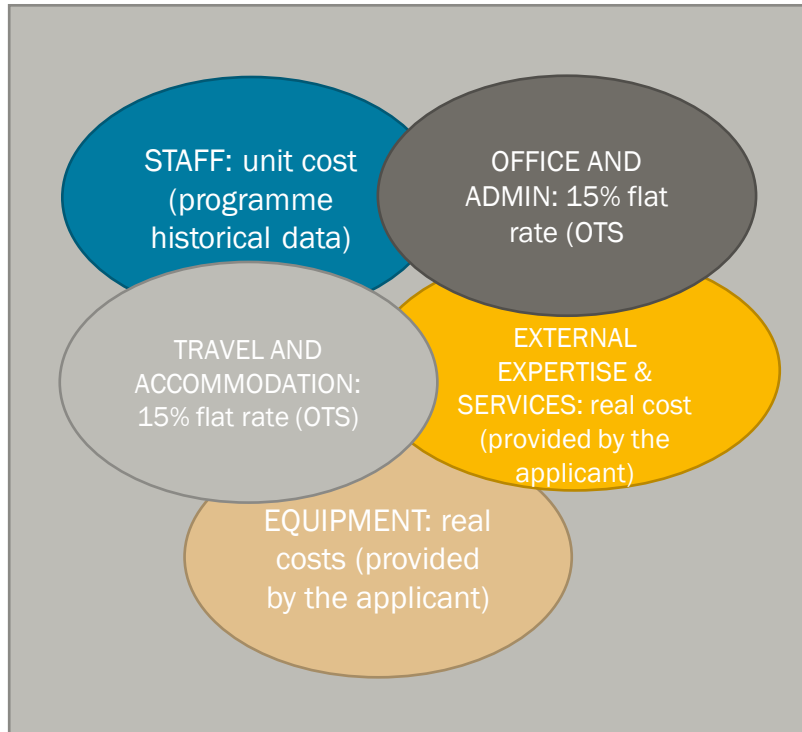 STAFF: unit cost
(programme
historical data)
OFFICE AND
ADMIN: 15% flat
rate (OTS
TRAVEL AND
ACCOMMODATION:
15% flat rate (OTS)
EXTERNAL
EXPERTISE &
SERVICES: real cost
(provided by the
applicant)
EQUIPMENT: real
costs (provided
by the applicant)